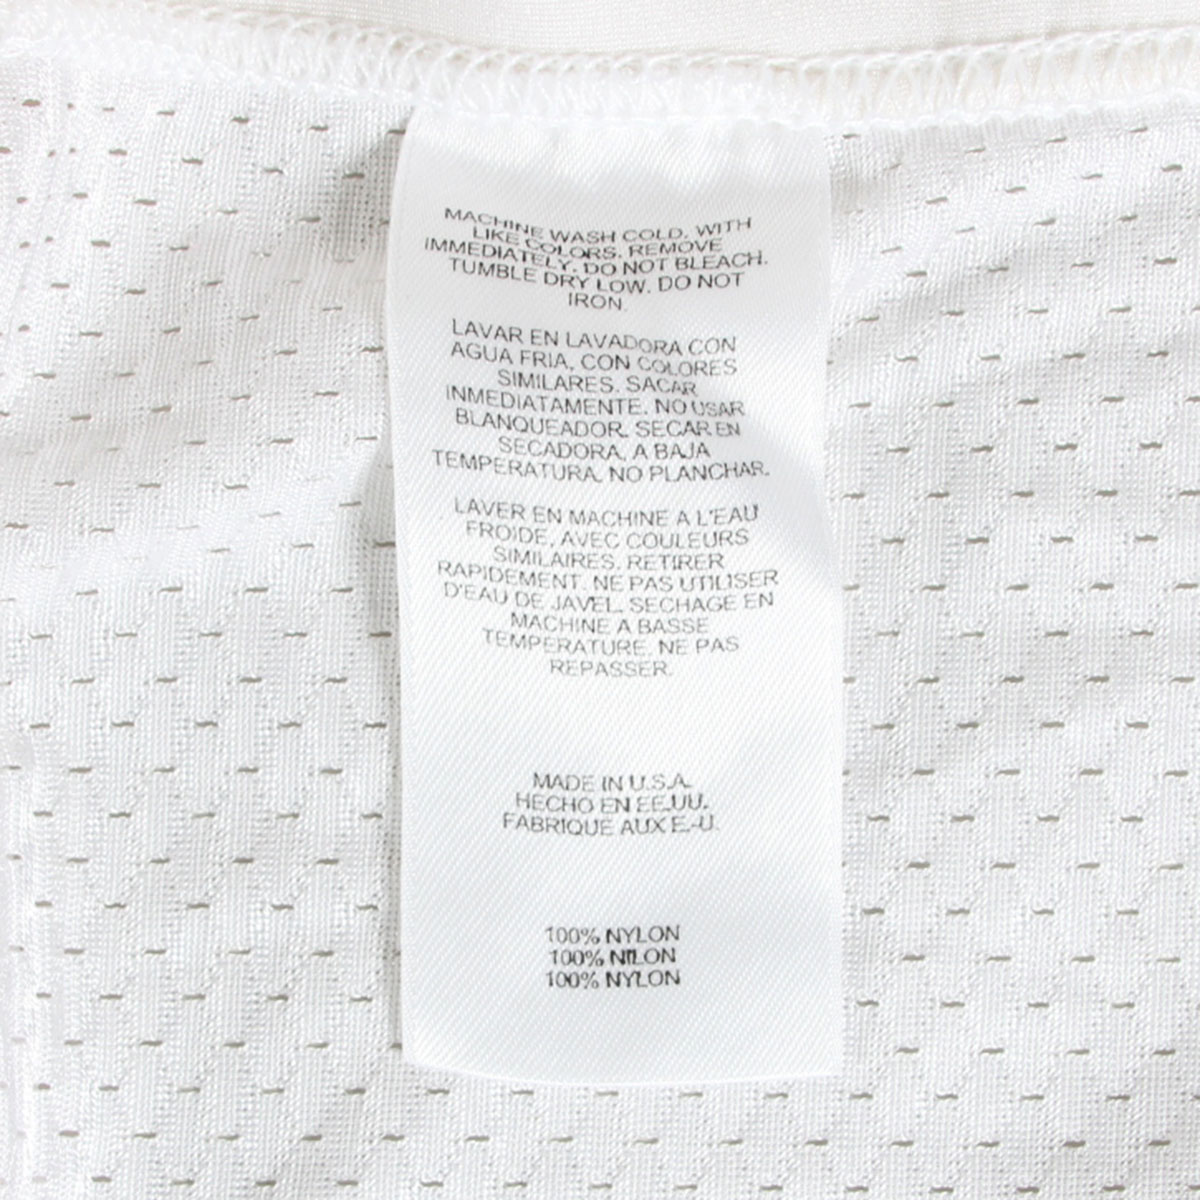 MACHINE WASH COLD. WITH
LIKE COLORS. REMOVE
IMMEDIATELY. DO NOT BLEACH.
TUMBLE DRY LOW. DO NOT
IRON.
LAVAR EN LAVADORA CON
AGUA FRIA, CON COLORES
SIMILARES. SACAR
INMEDIATAMENTE. NO USAR
BLANQUEADOR. SECAR EN
SECADORA, A BAJA
TEMPERATURA. NO PLANCHAR.
LAVER EN MACHINE A L'EAU
FROIDE, AVEC COULEURS
SIMILAIRES. RETIRER
RAPIDEMENT. NE PAS UTILISER
D'EAU DE JAVEL. SECHAGE EN
MACHINE A BASSE
TEMPERATURE. NE PAS
REPASSER.
MADE IN U.S.A.
HECHO EN EE.UU.
FABRIQUE AUX E.-U.
100% NYLON
100% NILON
100% NYLON